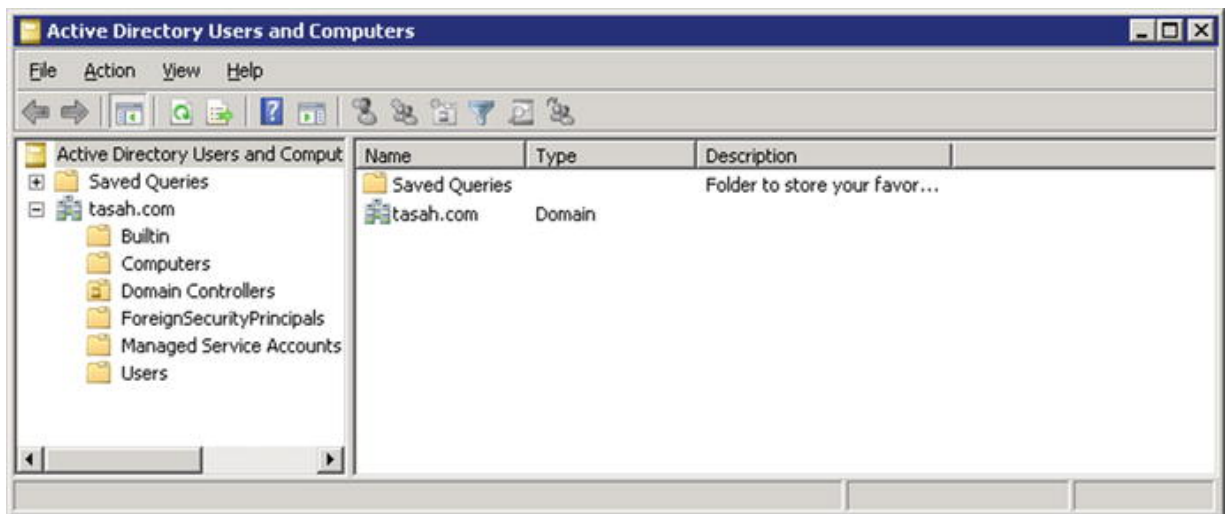 Active Directory Users and Computers
File Action View Help
Active Directory Users and Comput
Saved Queries
tasah.com
Builtin
Computers
Domain Controllers
ForeignSecurityPrincipals
Managed Service Accounts
Users
Name Type Description
Saved Queries Folder to store your favor...
tasah.com Domain